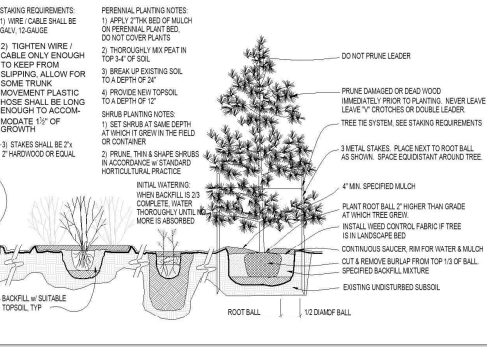 STAKING REQUIREMENTS:
1) WIRE / CABLE SHALL BE
GALV, 12-GAUGE
2) TIGHTEN WIRE /
CABLE ONLY ENOUGH
TO KEEP FROM
SLIPPING, ALLOW FOR
SOME TRUNK
MOVEMENT PLASTIC
HOSE SHALL BE LONG
ENOUGH TO ACCOM-
MODATE 1½" OF
GROWTH
3) STAKES SHALL BE 2"x
2" HARDWOOD OR EQUAL
PERENNIAL PLANTING NOTES:
1) APPLY 2"THK BED OF MULCH
ON PERENNIAL PLANT BED,
DO NOT COVER PLANTS
2) THOROUGHLY MIX PEAT IN
TOP 3-4" OF SOIL
3) BREAK UP EXISTING SOIL
TO A DEPTH OF 24"
4) PROVIDE NEW TOPSOIL
TO A DEPTH OF 12"
SHRUB PLANTING NOTES:
1) SET SHRUB AT SAME DEPTH
AT WHICH IT GREW IN THE FIELD
OR CONTAINER
2) PRUNE, THIN & SHAPE SHRUBS
IN ACCORDANCE w/ STANDARD
HORTICULTURAL PRACTICE
INITIAL WATERING:
WHEN BACKFILL IS 2/3
COMPLETE, WATER
THOROUGHLY UNTIL NO
MORE IS ABSORBED
BACKFILL w/ SUITABLE
TOPSOIL, TYP
DO NOT PRUNE LEADER
PRUNE DAMAGED OR DEAD WOOD
IMMEDIATELY PRIOR TO PLANTING. NEVER LEAVE
LEAVE "V" CROTCHES OR DOUBLE LEADER.
TREE TIE SYSTEM, SEE STAKING REQUIREMENTS
3 METAL STAKES. PLACE NEXT TO ROOT BALL
AS SHOWN. SPACE EQUIDISTANT AROUND TREE.
4" MIN. SPECIFIED MULCH
PLANT ROOT BALL 2" HIGHER THAN GRADE
AT WHICH TREE GREW.
INSTALL WEED CONTROL FABRIC IF TREE
IS IN LANDSCAPE BED
CONTINUOUS SAUCER, RIM FOR WATER & MULCH
CUT & REMOVE BURLAP FROM TOP 1/3 OF BALL.
SPECIFIED BACKFILL MIXTURE
EXISTING UNDISTURBED SUBSOIL
ROOT BALL
1/2 DIAMOF BALL